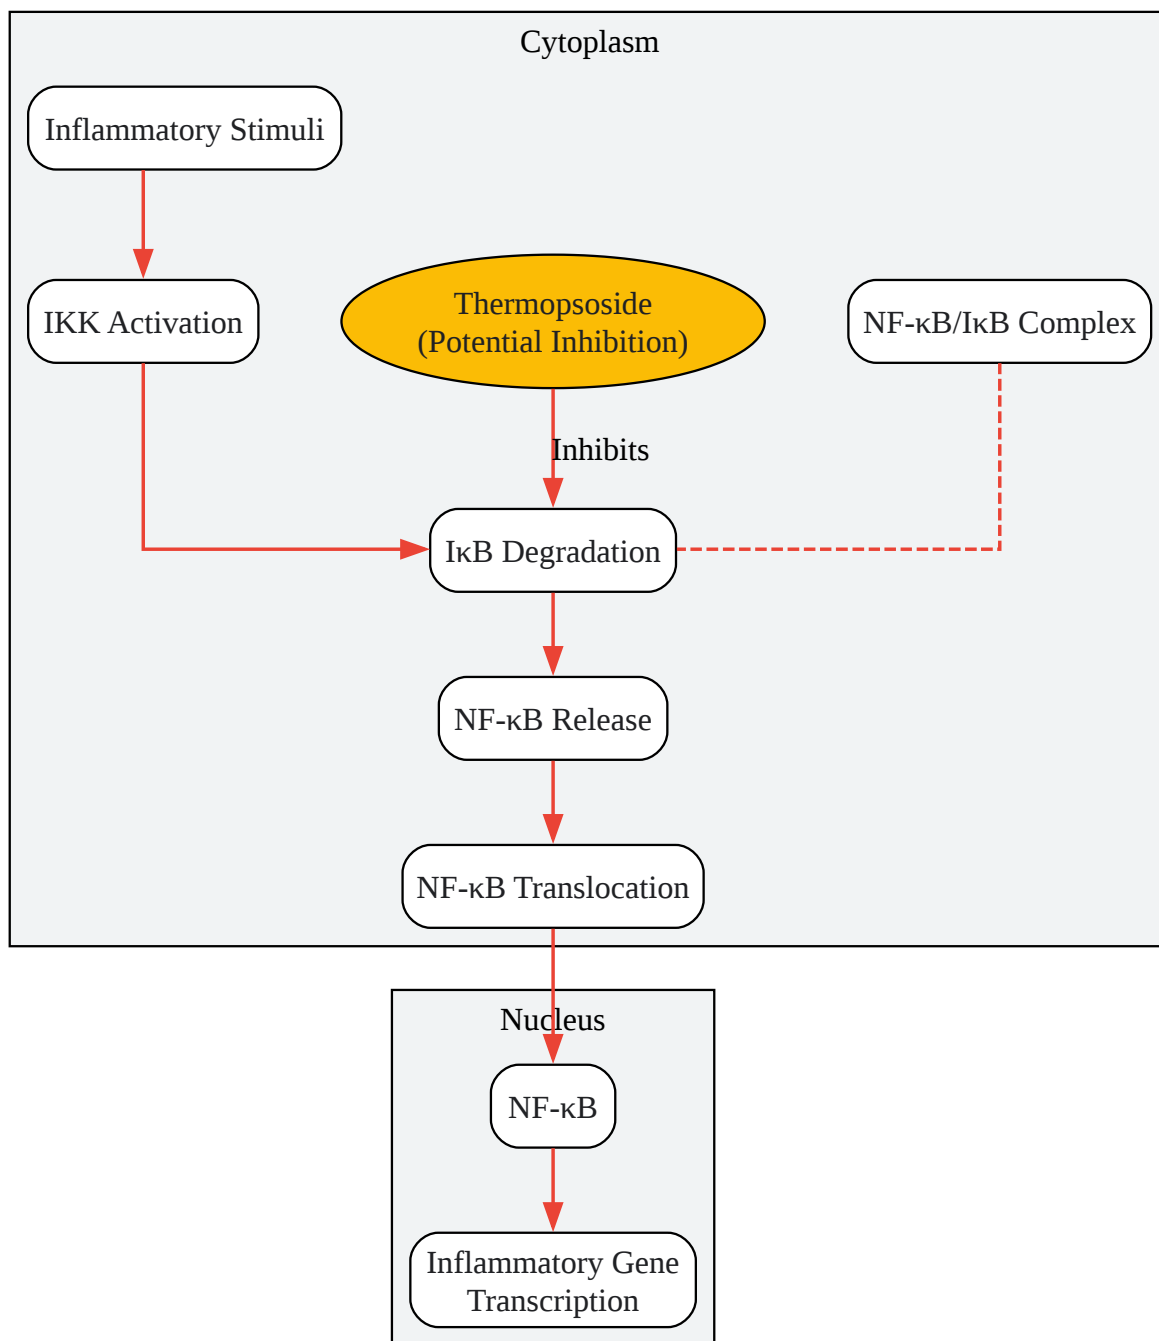 Cytoplasm
Inflammatory Stimuli
IKK Activation
Thermopsoside
(Potential Inhibition)
NF-κB/IκB Complex
Inhibits
IκB Degradation
NF-κB Release
NF-κB Translocation
Nucleus
NF-κB
Inflammatory Gene
Transcription